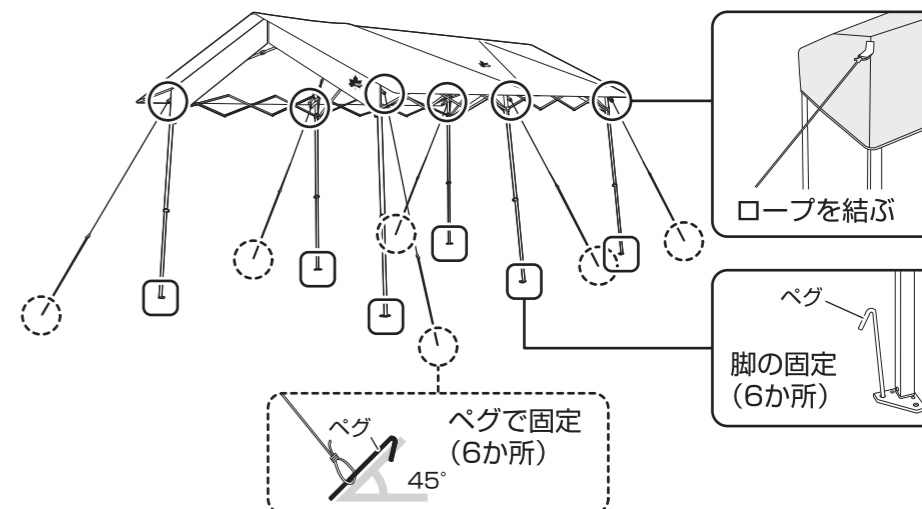 ロープを結ぶ
ペグ
脚の固定
(6か所)
ペグ
ペグで固定
(6か所)
45°